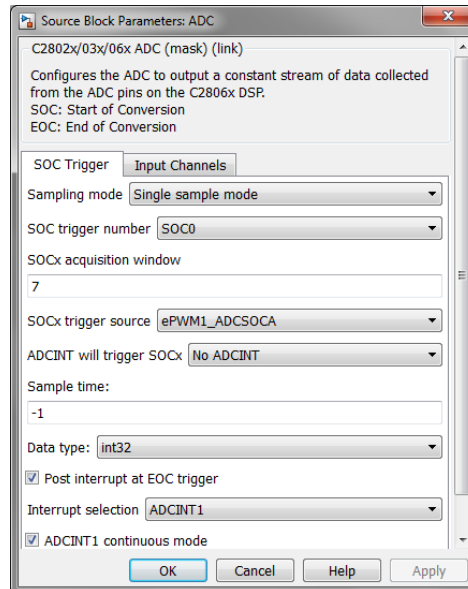 Source Block Parameters: ADC
C2802x/03x/06x ADC (mask) (link)
Configures the ADC to output a constant stream of data collected
from the ADC pins on the C2806x DSP.
SOC: Start of Conversion
EOC: End of Conversion
SOC Trigger Input Channels
Sampling mode Single sample mode
SOC trigger number SOC0
SOCx acquisition window
7
SOCx trigger source ePWM1_ADCSOCA
ADCINT will trigger SOCx No ADCINT
Sample time:
-1
Data type: int32
Post interrupt at EOC trigger
Interrupt selection ADCINT1
ADCINT1 continuous mode
OK Cancel Help Apply